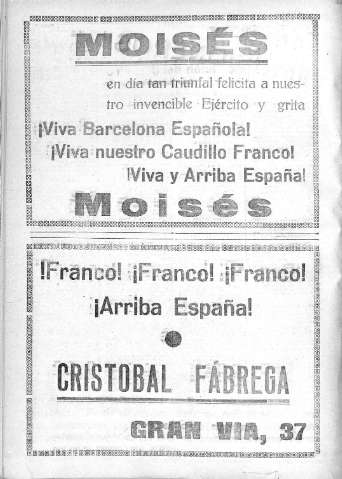 MOISÉS
en día tan triunfal felicita a nues-
tro invencible Ejército y grita
¡Viva Barcelona Española!
¡Viva nuestro Caudillo Franco!
¡Viva y Arriba España!
Moisés
!Franco! ¡Franco! ¡Franco!
¡Arriba España!
CRISTOBAL FÁBREGA
GRAN VIA, 37